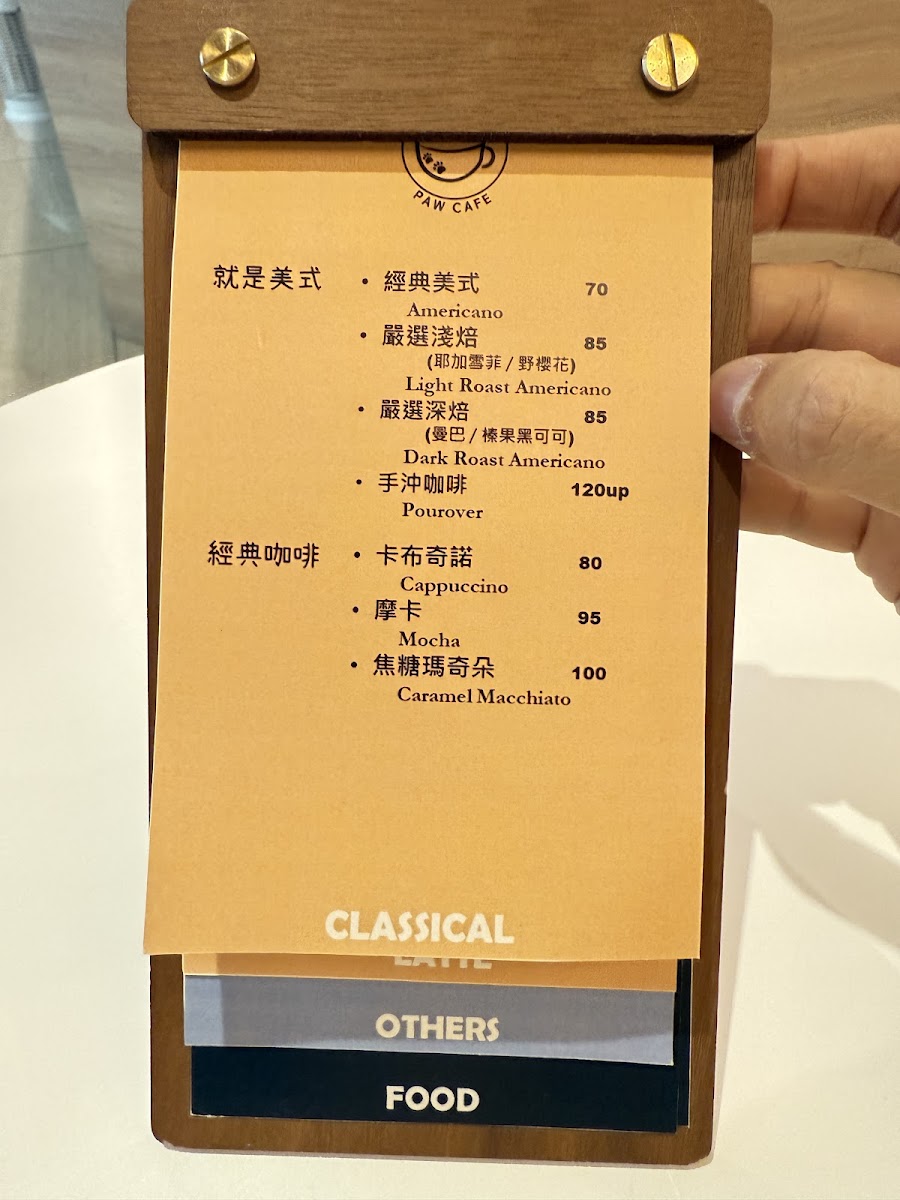 PAW CAFE
就是美式
• 經典美式 70
Americano
• 嚴選淺焙 85
(耶加雪菲 / 野櫻花)
Light Roast Americano
• 嚴選深焙 85
(曼巴 / 榛果黑可可)
Dark Roast Americano
• 手沖咖啡 120up
Pourover
經典咖啡
• 卡布奇諾 80
Cappuccino
• 摩卡 95
Mocha
• 焦糖瑪奇朵 100
Caramel Macchiato
CLASSICAL
LATTE
OTHERS
FOOD